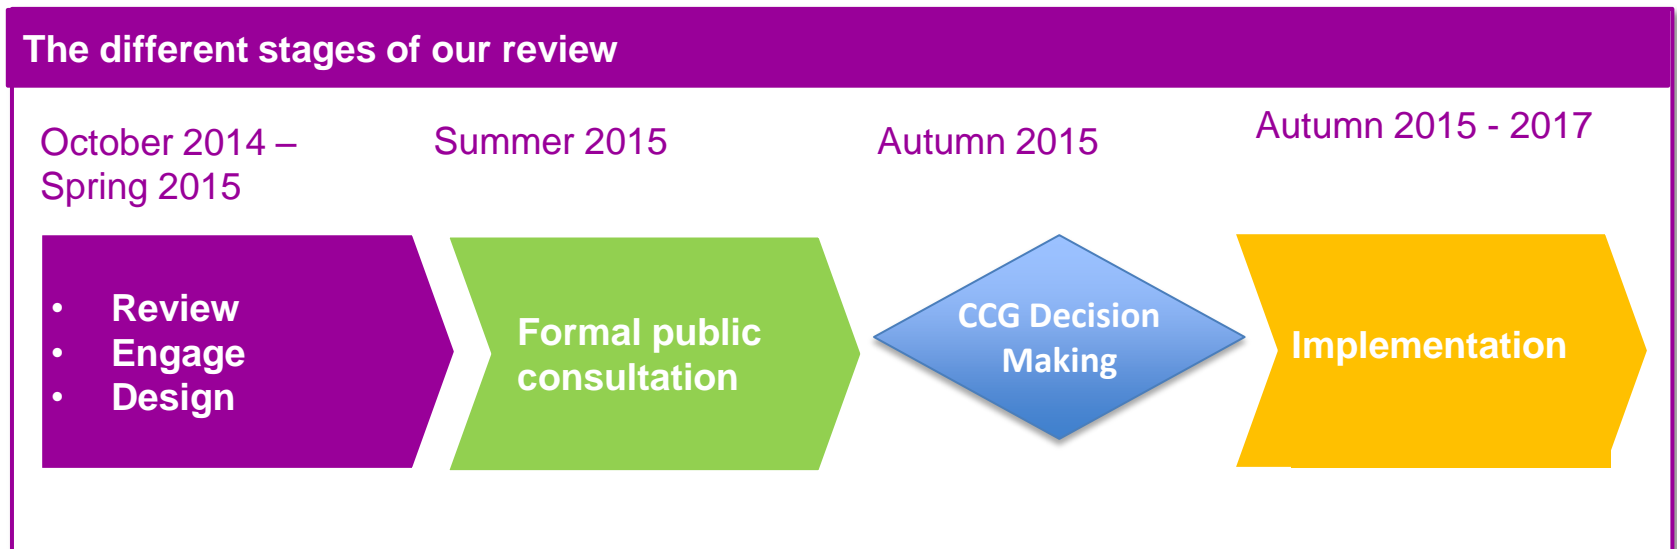 The different stages of our review
October 2014 –
Spring 2015
Summer 2015
Autumn 2015
Autumn 2015 - 2017
• Review
• Engage
• Design
Formal public
consultation
CCG Decision
Making
Implementation